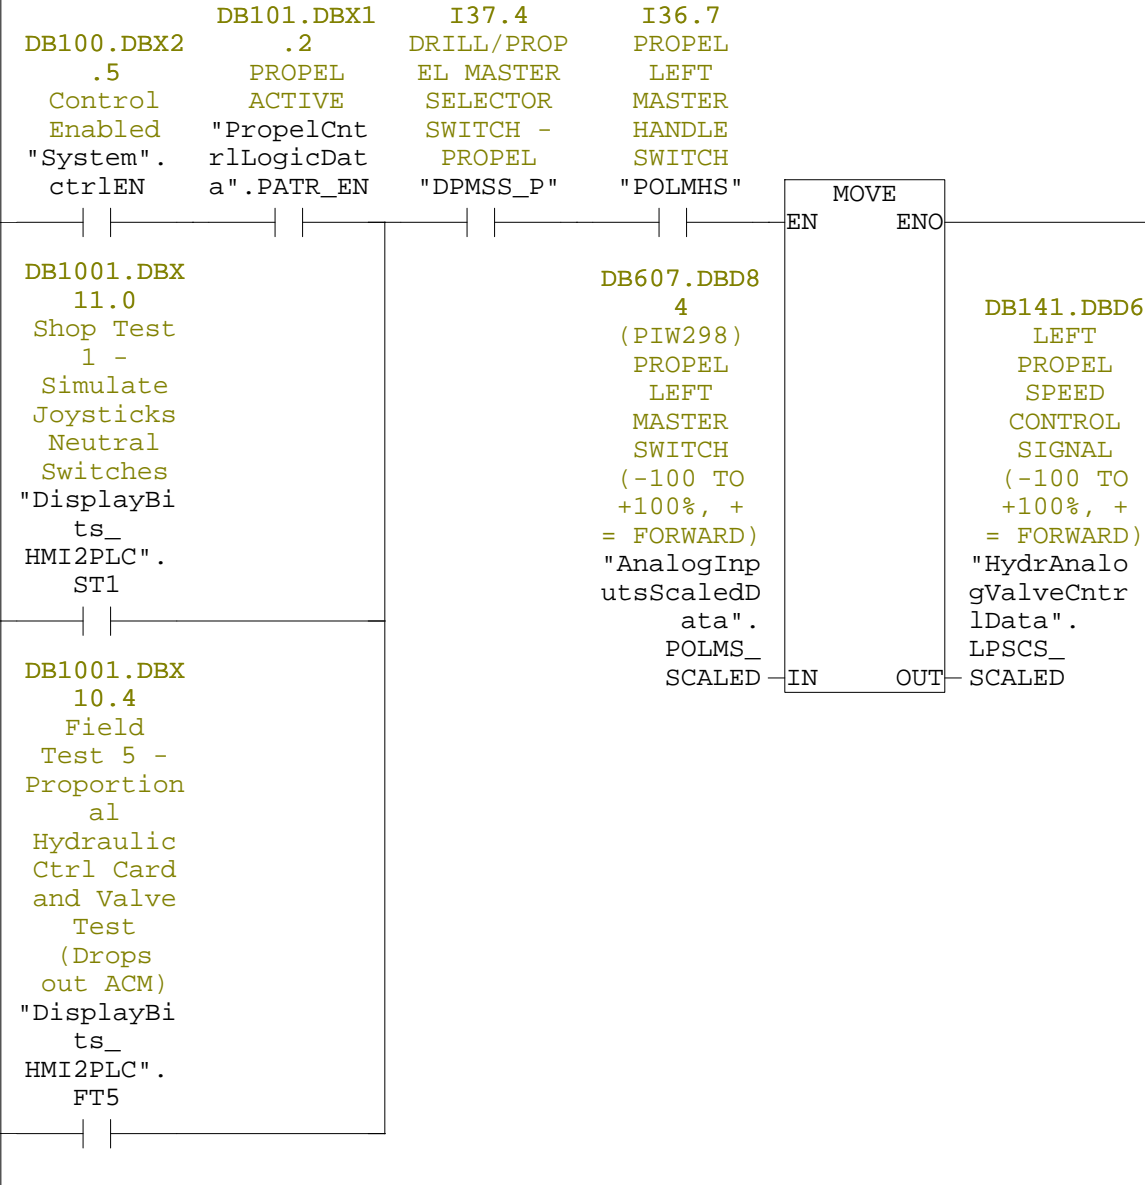 DB100.DBX2
.5
Control
Enabled
"System".
ctrlEN
DB101.DBX1
.2
PROPEL
ACTIVE
"PropelCnt
rlLogicDat
a".PATR_EN
I37.4
DRILL/PROP
EL MASTER
SELECTOR
SWITCH -
PROPEL
"DPMSS_P"
I36.7
PROPEL
LEFT
MASTER
HANDLE
SWITCH
"POLMHS"
MOVE
EN ENO
DB1001.DBX
11.0
Shop Test
1 -
Simulate
Joysticks
Neutral
Switches
"DisplayBi
ts_
HMI2PLC".
ST1
DB607.DBD8
4
(PIW298)
PROPEL
LEFT
MASTER
SWITCH
(-100 TO
+100%, +
= FORWARD)
"AnalogInp
utsScaledD
ata".
POLMS_
SCALED
IN OUT
DB141.DBD6
LEFT
PROPEL
SPEED
CONTROL
SIGNAL
(-100 TO
+100%, +
= FORWARD)
"HydrAnalo
gValveCntr
lData".
LPSCS_
SCALED
DB1001.DBX
10.4
Field
Test 5 -
Proportion
al
Hydraulic
Ctrl Card
and Valve
Test
(Drops
out ACM)
"DisplayBi
ts_
HMI2PLC".
FT5